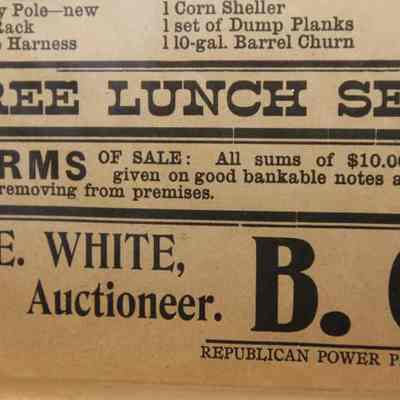 y Pole—new
1 Corn Sheller
Rack
1 set of Dump Planks
Harness
1 10-gal. Barrel Churn
REE LUNCH SE
RMS OF SALE: All sums of $10.00
given on good bankable notes a
removing from premises.
E. WHITE,
Auctioneer.
B.
REPUBLICAN POWER P